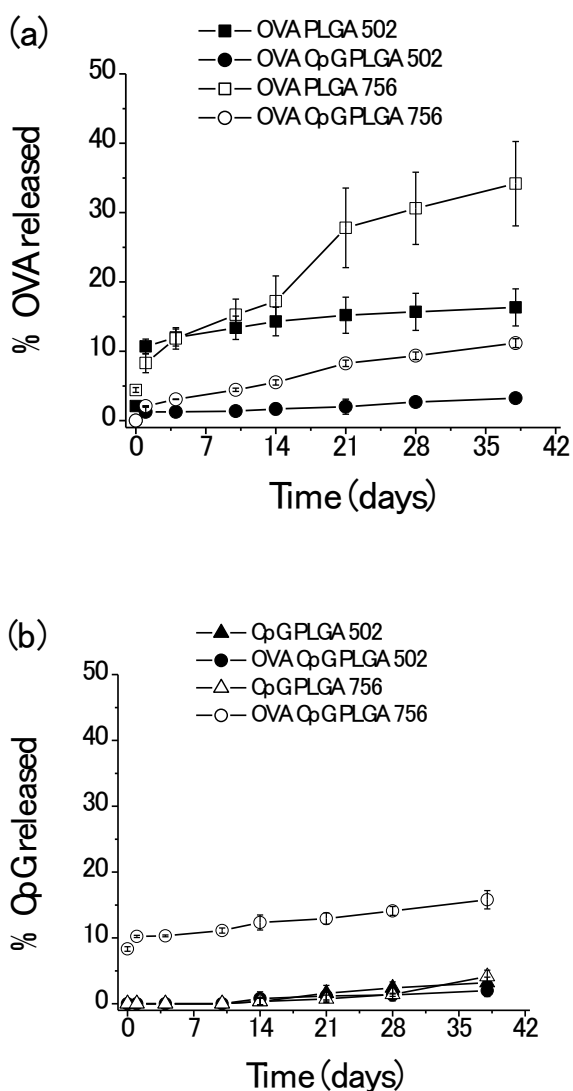 (a)
OVA PLGA 502
OVA CpG PLGA 502
OVA PLGA 756
OVA CpG PLGA 756
50
40
30
20
10
0
% OVA released
0 7 14 21 28 35 42
Time (days)
(b)
CpG PLGA 502
OVA CpG PLGA 502
CpG PLGA 756
OVA CpG PLGA 756
50
40
30
20
10
0
% CpG released
0 7 14 21 28 35 42
Time (days)